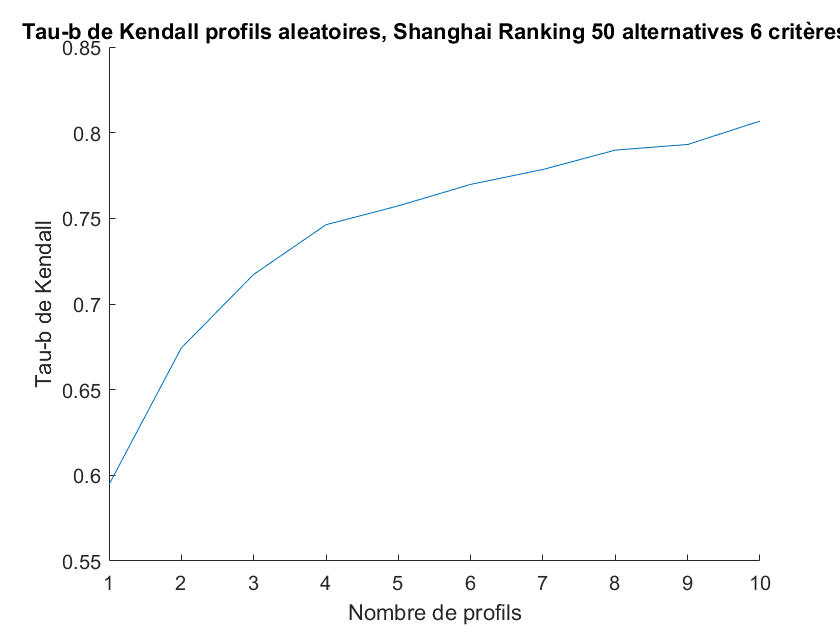 Tau-b de Kendall profils aleatoires, Shanghai Ranking 50 alternatives 6 critères
0.85
0.8
0.75
0.7
0.65
0.6
0.55
Tau-b de Kendall
1 2 3 4 5 6 7 8 9 10
Nombre de profils